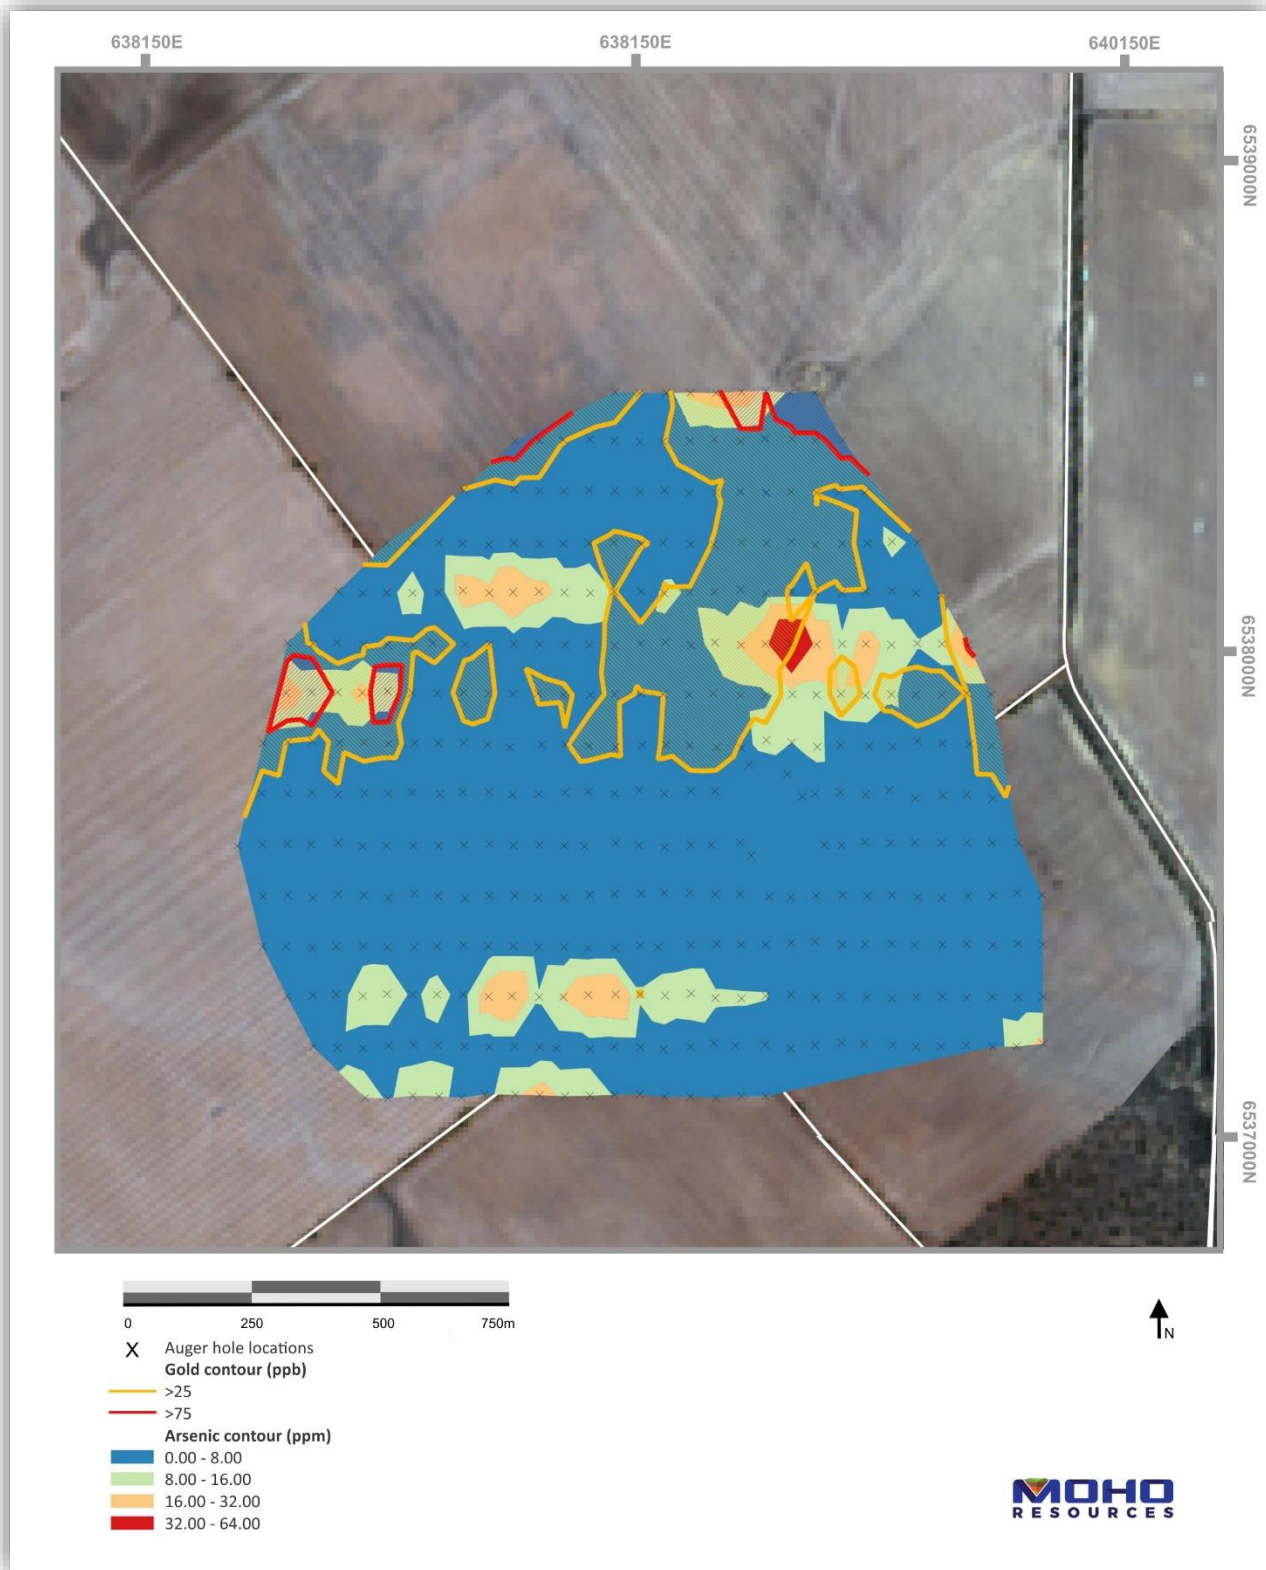 638150E 638150E 640150E
6539000N
6538000N
6537000N
0 250 500 750m
X Auger hole locations
Gold contour (ppb)
>25
>75
Arsenic contour (ppm)
0.00 - 8.00
8.00 - 16.00
16.00 - 32.00
32.00 - 64.00
N
MOHO
RESOURCES